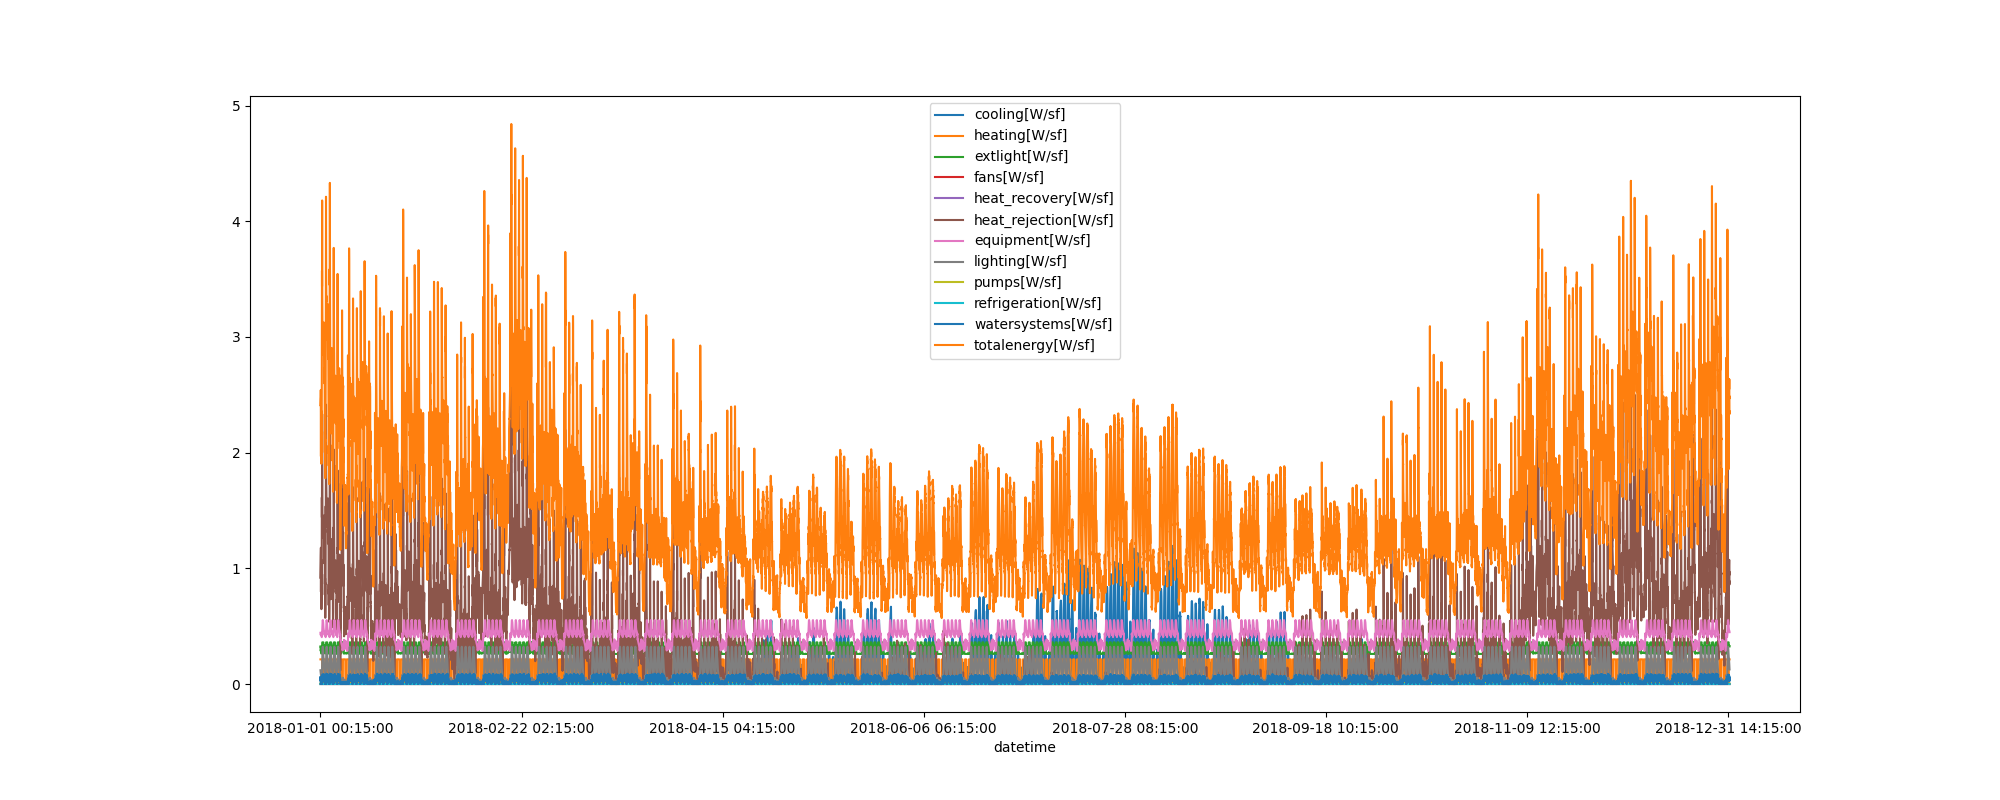 5
4
3
2
1
0
cooling[W/sf]
heating[W/sf]
extlight[W/sf]
fans[W/sf]
heat_recovery[W/sf]
heat_rejection[W/sf]
equipment[W/sf]
lighting[W/sf]
pumps[W/sf]
refrigeration[W/sf]
watersystems[W/sf]
totalenergy[W/sf]
2018-01-01 00:15:00 2018-02-22 02:15:00 2018-04-15 04:15:00 2018-06-06 06:15:00 2018-07-28 08:15:00 2018-09-18 10:15:00 2018-11-09 12:15:00 2018-12-31 14:15:00
datetime